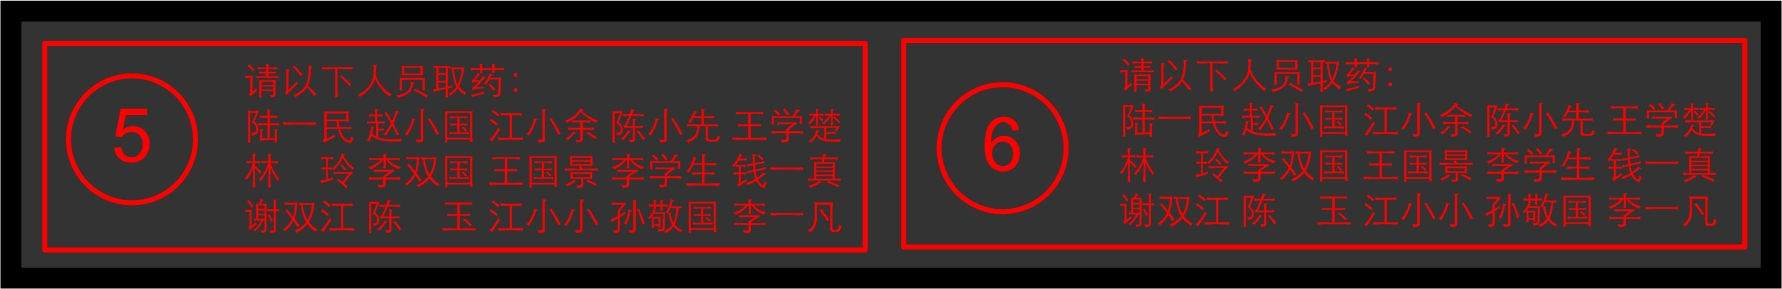 5
请以下人员取药：
陆一民 赵小国 江小余 陈小先 王学楚
林　玲 李双国 王国景 李学生 钱一真
谢双江 陈　玉 江小小 孙敬国 李一凡
6
请以下人员取药：
陆一民 赵小国 江小余 陈小先 王学楚
林　玲 李双国 王国景 李学生 钱一真
谢双江 陈　玉 江小小 孙敬国 李一凡